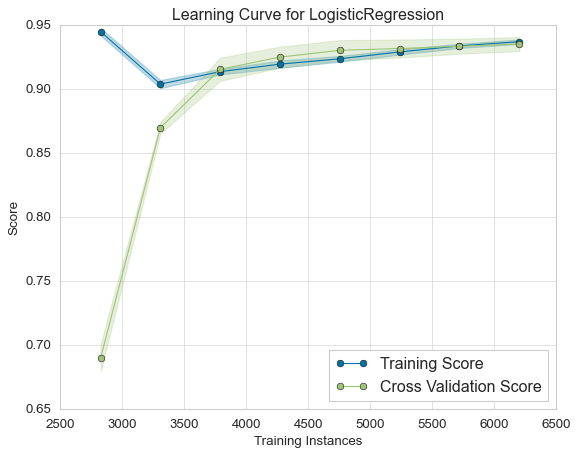 Learning Curve for LogisticRegression
0.95
0.90
0.85
0.80
0.75
0.70
0.65
Score
Training Score
Cross Validation Score
2500 3000 3500 4000 4500 5000 5500 6000 6500
Training Instances